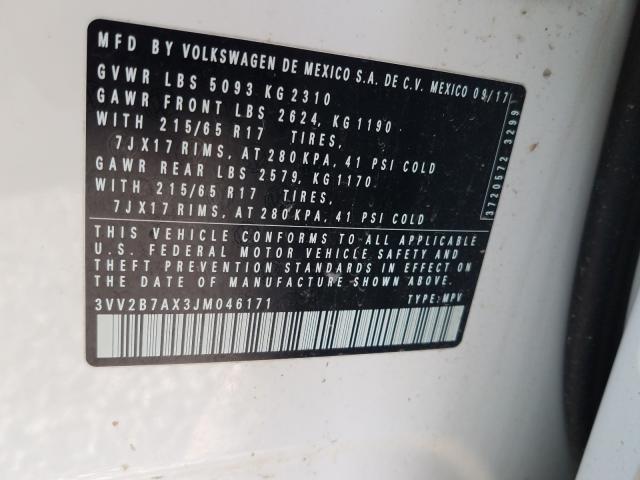 MFD BY VOLKSWAGEN DE MEXICO S.A. DE C.V. MEXICO 09/17
GVWR LBS 5093 KG 2310
GAWR FRONT LBS 2624, KG 1190
WITH 215/65 R17 TIRES,
7JX17 RIMS, AT 280 KPA, 41 PSI COLD
GAWR REAR LBS 2579, KG 1170
WITH 215/65 R17 TIRES,
7JX17 RIMS, AT 280 KPA, 41 PSI COLD
THIS VEHICLE CONFORMS TO ALL APPLICABLE
U.S. FEDERAL MOTOR VEHICLE SAFETY AND
THEFT PREVENTION STANDARDS IN EFFECT ON
THE DATE OF MANUFACTURE SHOWN ABOVE.
3VV2B7AX3JM046171 TYPE: MPV
3720572 3299